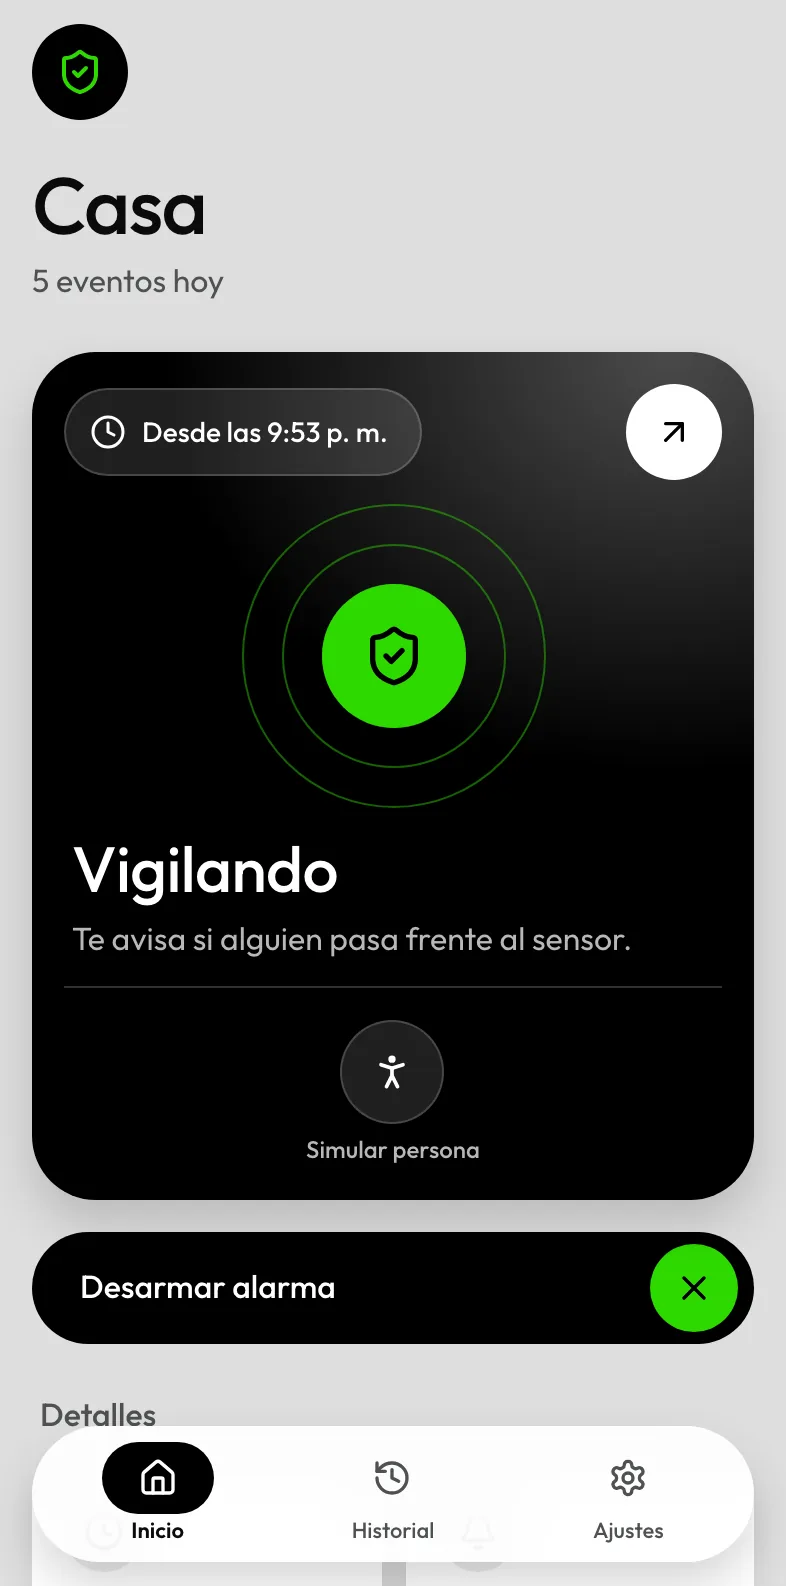 Casa
5 eventos hoy
Desde las 9:53 p. m.
Vigilando
Te avisa si alguien pasa frente al sensor.
Simular persona
Desarmar alarma
Detalles
Inicio
Historial
Ajustes